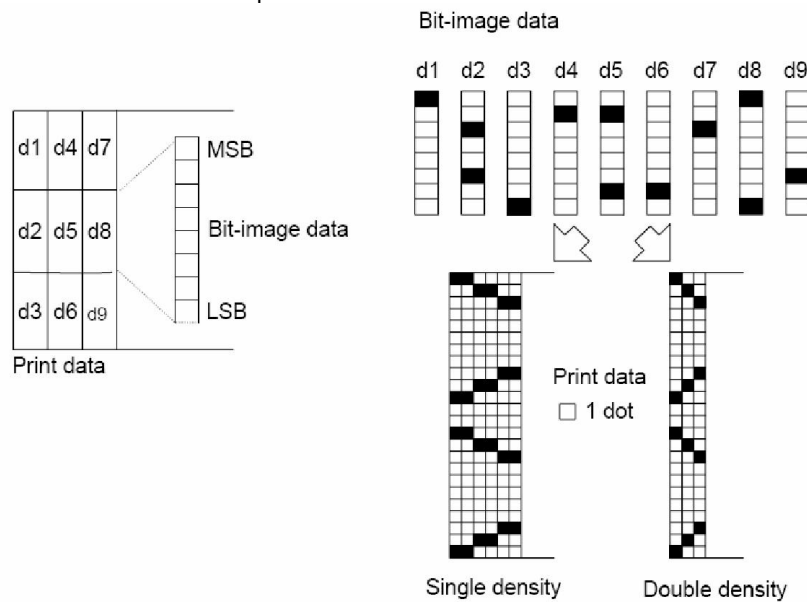 Bit-image data
d1 d2 d3 d4 d5 d6 d7 d8 d9
d1 d4 d7
MSB
d2 d5 d8
Bit-image data
d3 d6 d9
LSB
Print data
Print data
1 dot
Single density
Double density